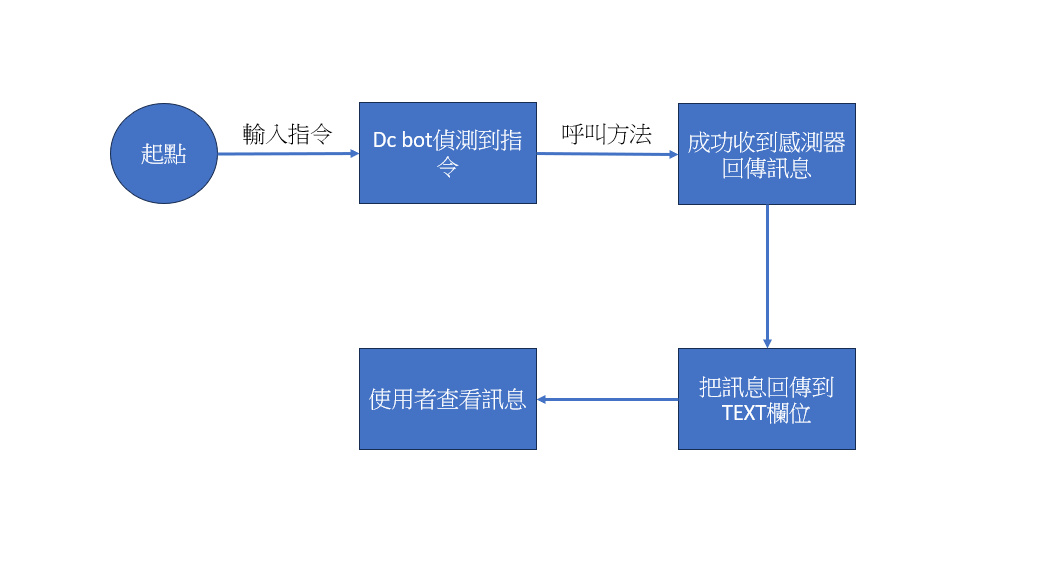 起點
輸入指令
Dc bot偵測到指
令
呼叫方法
成功收到感測器
回傳訊息
把訊息回傳到
TEXT欄位
使用者查看訊息